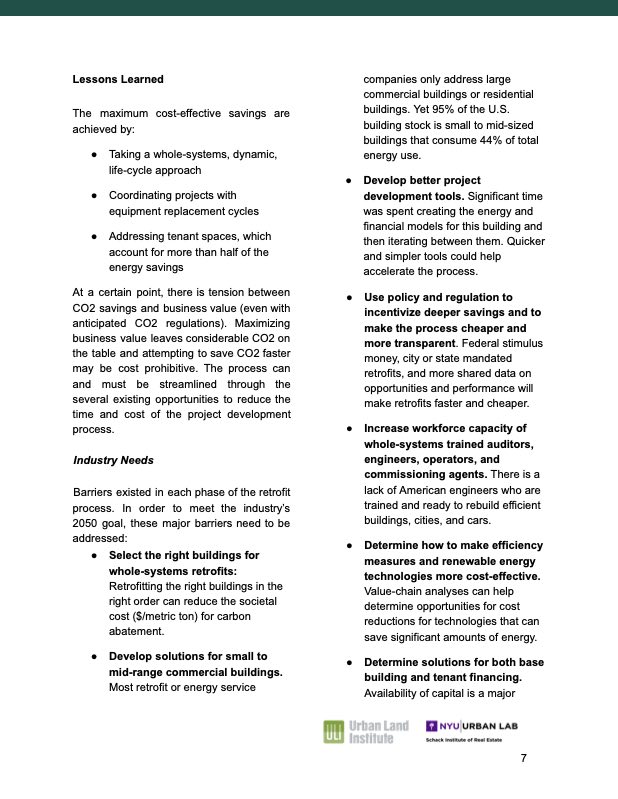 Lessons Learned
The maximum cost-effective savings are
achieved by:
● Taking a whole-systems, dynamic,
life-cycle approach
● Coordinating projects with
equipment replacement cycles
● Addressing tenant spaces, which
account for more than half of the
energy savings
At a certain point, there is tension between
CO2 savings and business value (even with
anticipated CO2 regulations). Maximizing
business value leaves considerable CO2 on
the table and attempting to save CO2 faster
may be cost prohibitive. The process can
and must be streamlined through the
several existing opportunities to reduce the
time and cost of the project development
process.
Industry Needs
Barriers existed in each phase of the retrofit
process. In order to meet the industry's
2050 goal, these major barriers need to be
addressed:
● Select the right buildings for
whole-systems retrofits:
Retrofitting the right buildings in the
right order can reduce the societal
cost ($/metric ton) for carbon
abatement.
● Develop solutions for small to
mid-range commercial buildings.
Most retrofit or energy service
companies only address large
commercial buildings or residential
buildings. Yet 95% of the U.S.
building stock is small to mid-sized
buildings that consume 44% of total
energy use.
● Develop better project
development tools. Significant time
was spent creating the energy and
financial models for this building and
then iterating between them. Quicker
and simpler tools could help
accelerate the process.
● Use policy and regulation to
incentivize deeper savings and to
make the process cheaper and
more transparent. Federal stimulus
money, city or state mandated
retrofits, and more shared data on
opportunities and performance will
make retrofits faster and cheaper.
● Increase workforce capacity of
whole-systems trained auditors,
engineers, operators, and
commissioning agents. There is a
lack of American engineers who are
trained and ready to rebuild efficient
buildings, cities, and cars.
● Determine how to make efficiency
measures and renewable energy
technologies more cost-effective.
Value-chain analyses can help
determine opportunities for cost
reductions for technologies that can
save significant amounts of energy.
● Determine solutions for both base
building and tenant financing.
Availability of capital is a major
ULI Urban Land
Institute
NYU URBAN LAB
Schack Institute of Real Estate
7